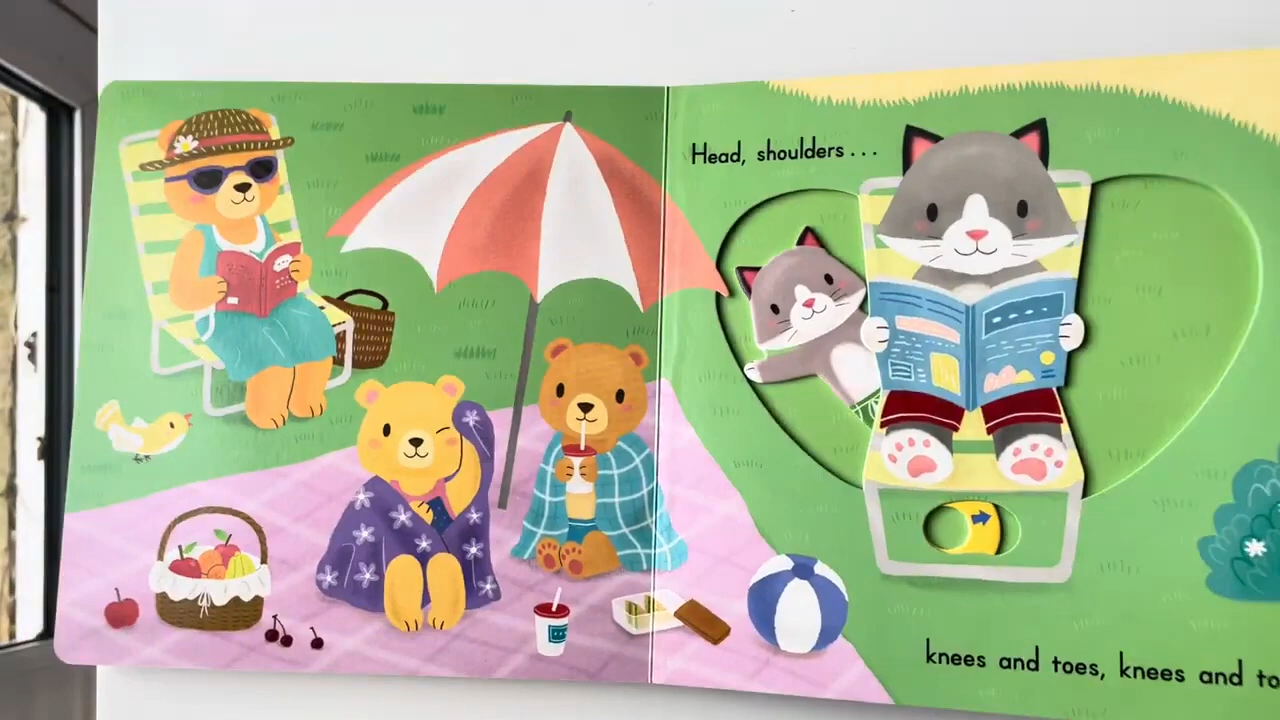 Head, shoulders...
knees and toes, knees and